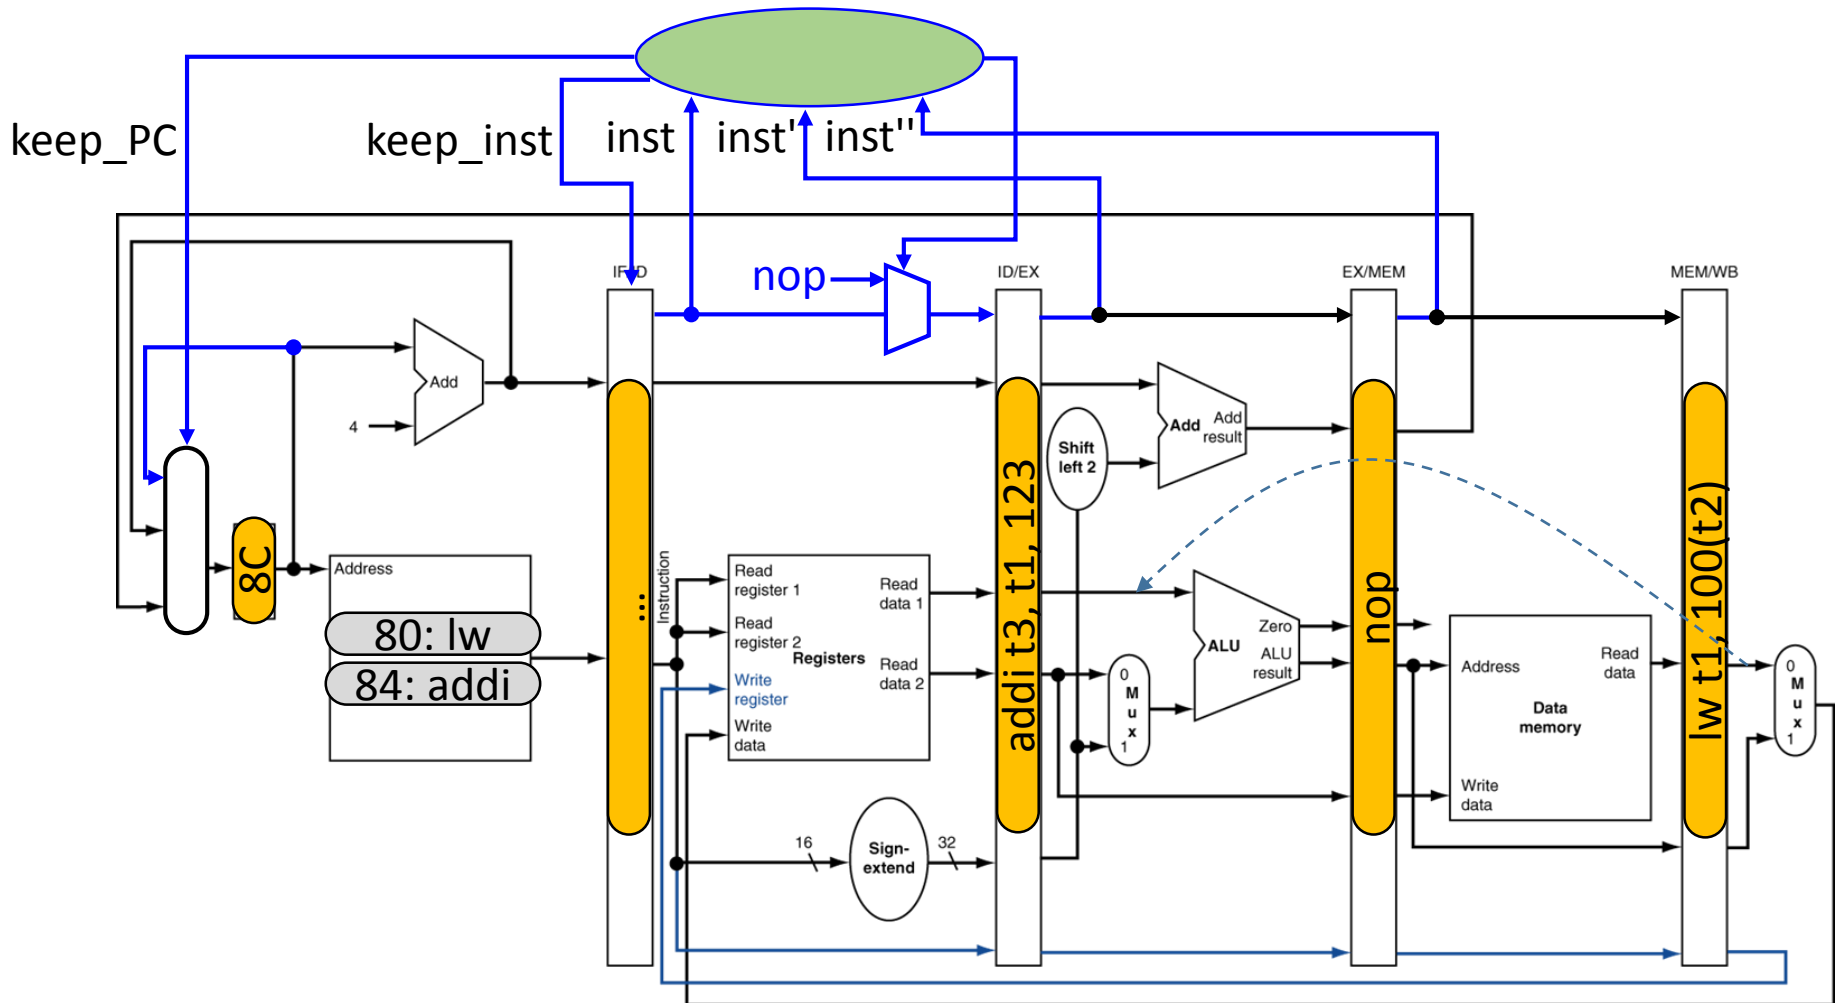 keep_PC
keep_inst
inst
inst'
inst''
nop
IF/ID
ID/EX
EX/MEM
MEM/WB
Add
4
Add
Add
result
Shift
left 2
8C
Address
80: lw
84: addi
...
Instruction
Read
register 1
Read
register 2
Write
register
Write
data
Registers
Read
data 1
Read
data 2
addi t3, t1, 123
0
M
u
x
1
ALU
Zero
ALU
result
nop
Address
Read
data
Data
memory
Write
data
lw t1, 100(t2)
0
M
u
x
1
16
Sign-
extend
32